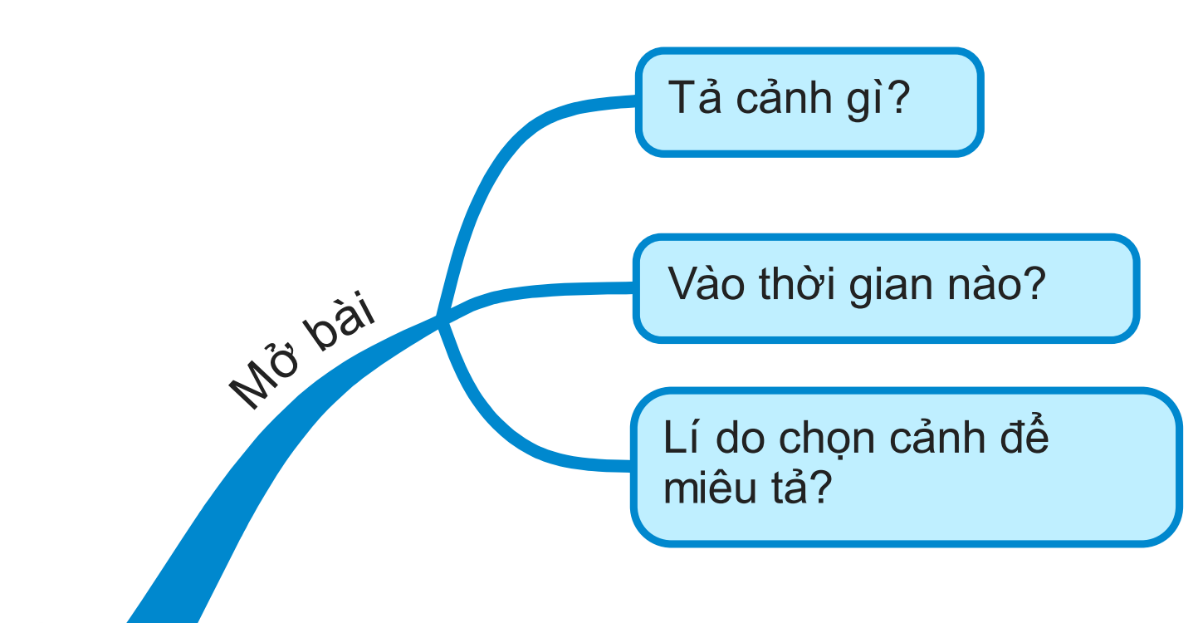 Tả cảnh gì?
Vào thời gian nào?
Mở bài
Lí do chọn cảnh để
miêu tả?